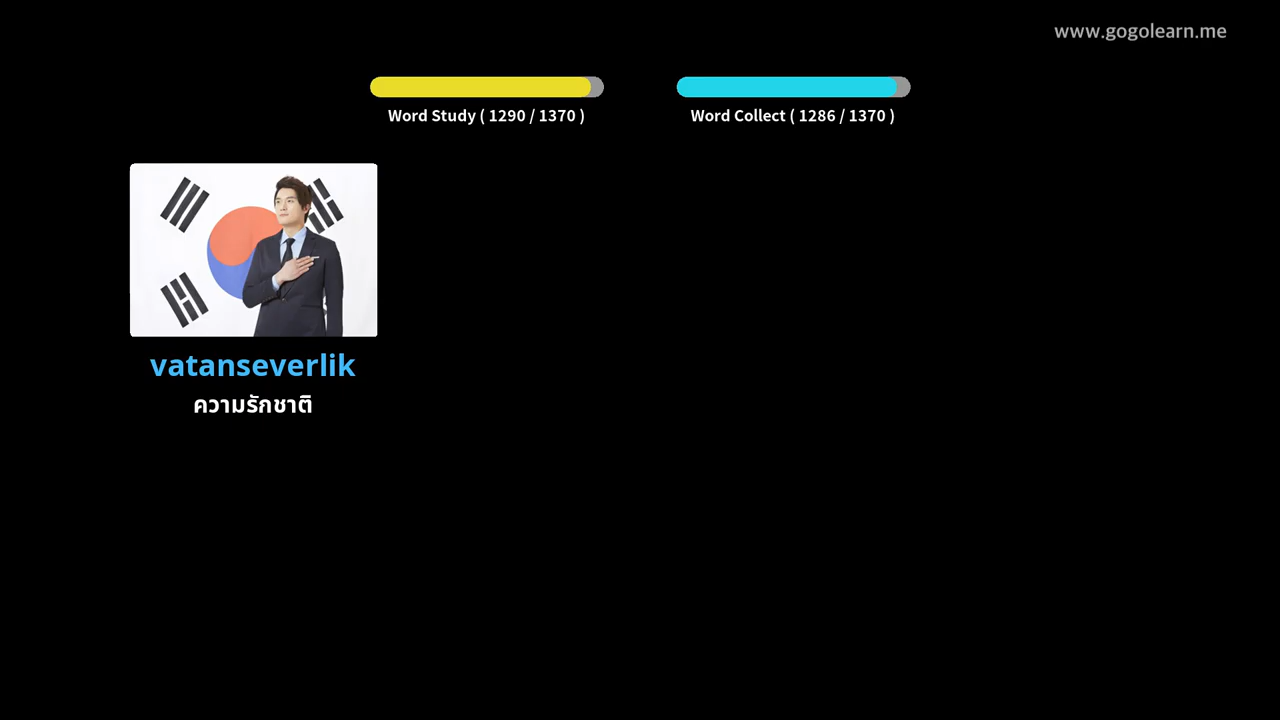 www.gogolearn.me
Word Study ( 1290 / 1370 )
Word Collect ( 1286 / 1370 )
vatanseverlik
ความรักชาติ